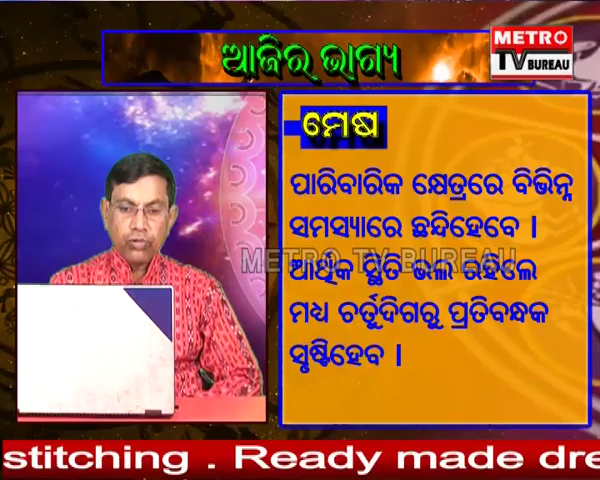 ଆଜିର ଭାଗ୍ୟ
METRO
TV BUREAU
ମେଷ
ପାରିବାରିକ କ୍ଷେତ୍ରରେ ବିଭିନ୍ନ
ସମସ୍ୟାରେ ଛନ୍ଦିହେବେ ।
METRO TV BUREAU
ଆତ୍ମିକ ସ୍ଥିତି ଭଲ ରହିଲେ
ମଧ୍ୟ ଚର୍ତୁଦିଗରୁ ପ୍ରତିବନ୍ଧକ
ସୃଷ୍ଟିହେବ ।
stitching . Ready made dre